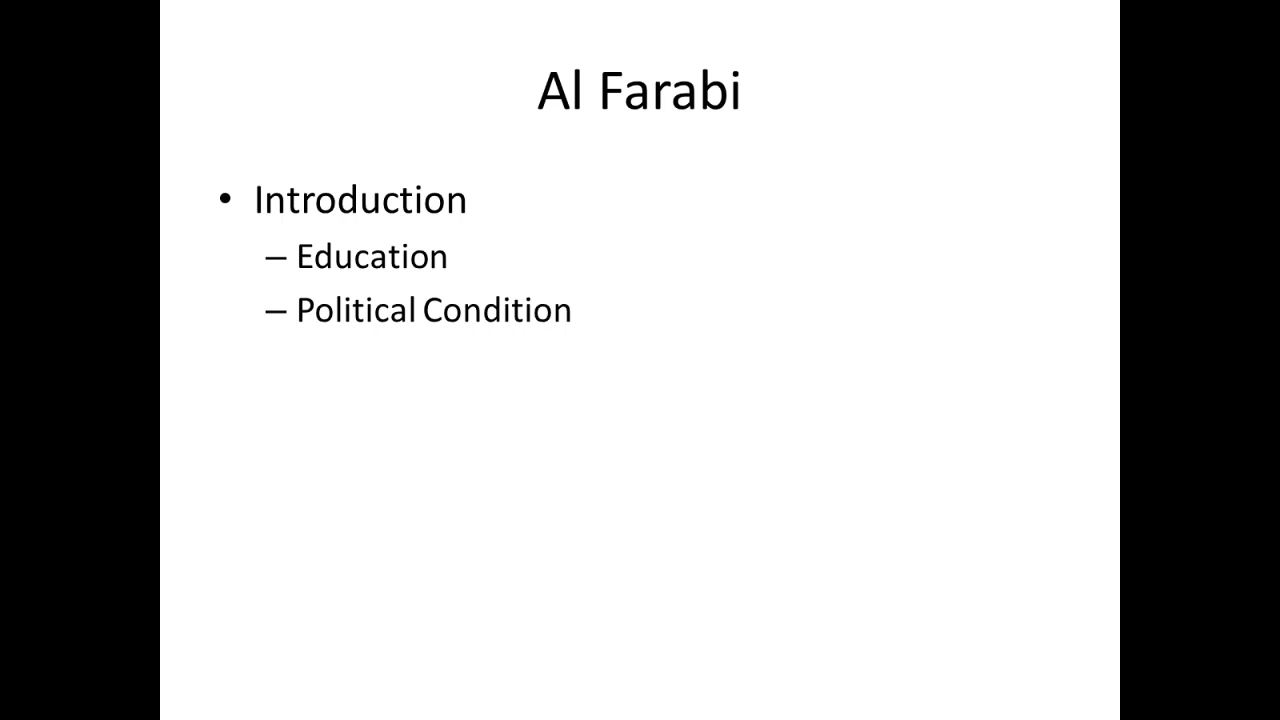 Al Farabi
• Introduction
– Education
– Political Condition